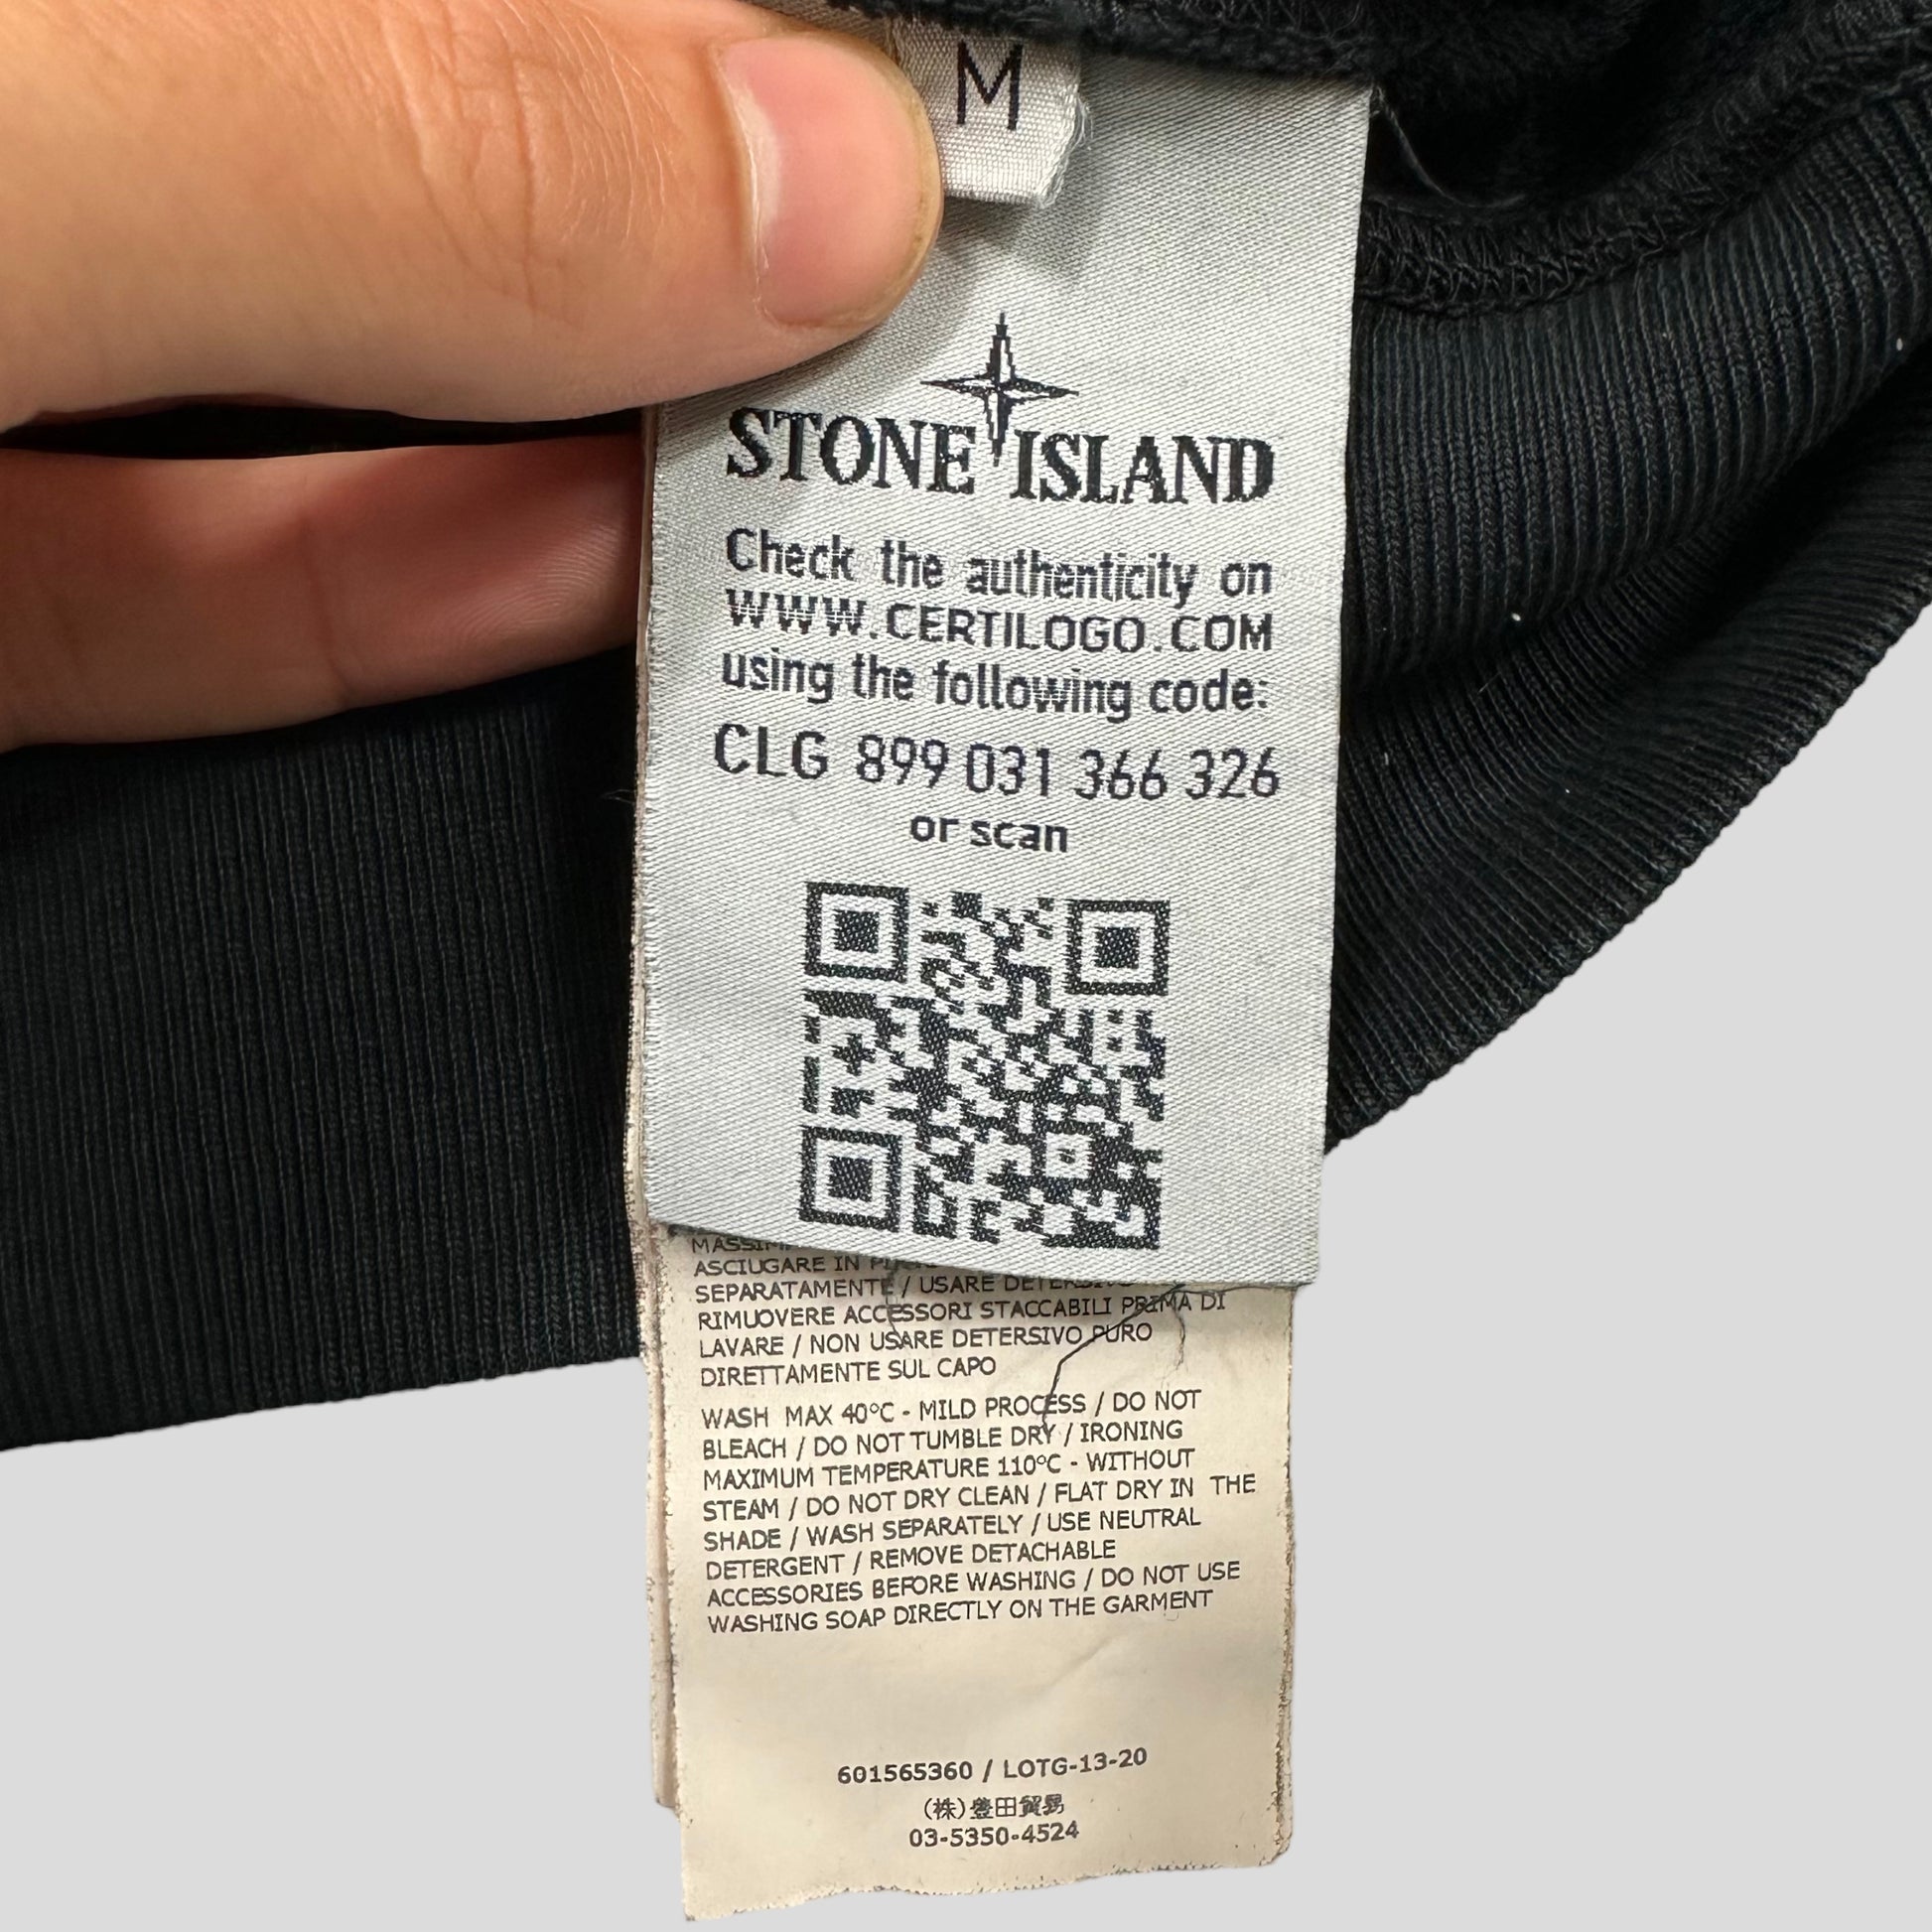 M
STONE ISLAND
Check the authenticity on
WWW.CERTILOGO.COM
using the following code:
CLG 899 031 366 326
or scan
ASCIUGARE IN
SEPARATAMENTE / USARE
RIMUOVERE ACCESSORI STACCABILI PRIMA DI
LAVARE / NON USARE DETERSIVO PURO
DIRETTAMENTE SUL CAPO
WASH MAX 40°C - MILD PROCESS / DO NOT
BLEACH / DO NOT TUMBLE DRY / IRONING
MAXIMUM TEMPERATURE 110°C - WITHOUT
STEAM / DO NOT DRY CLEAN / FLAT DRY IN THE
SHADE / WASH SEPARATELY / USE NEUTRAL
DETERGENT / REMOVE DETACHABLE
ACCESSORIES BEFORE WASHING / DO NOT USE
WASHING SOAP DIRECTLY ON THE GARMENT
601565360 / LOTG-13-20
(株)豊田貿易
03-5350-4524